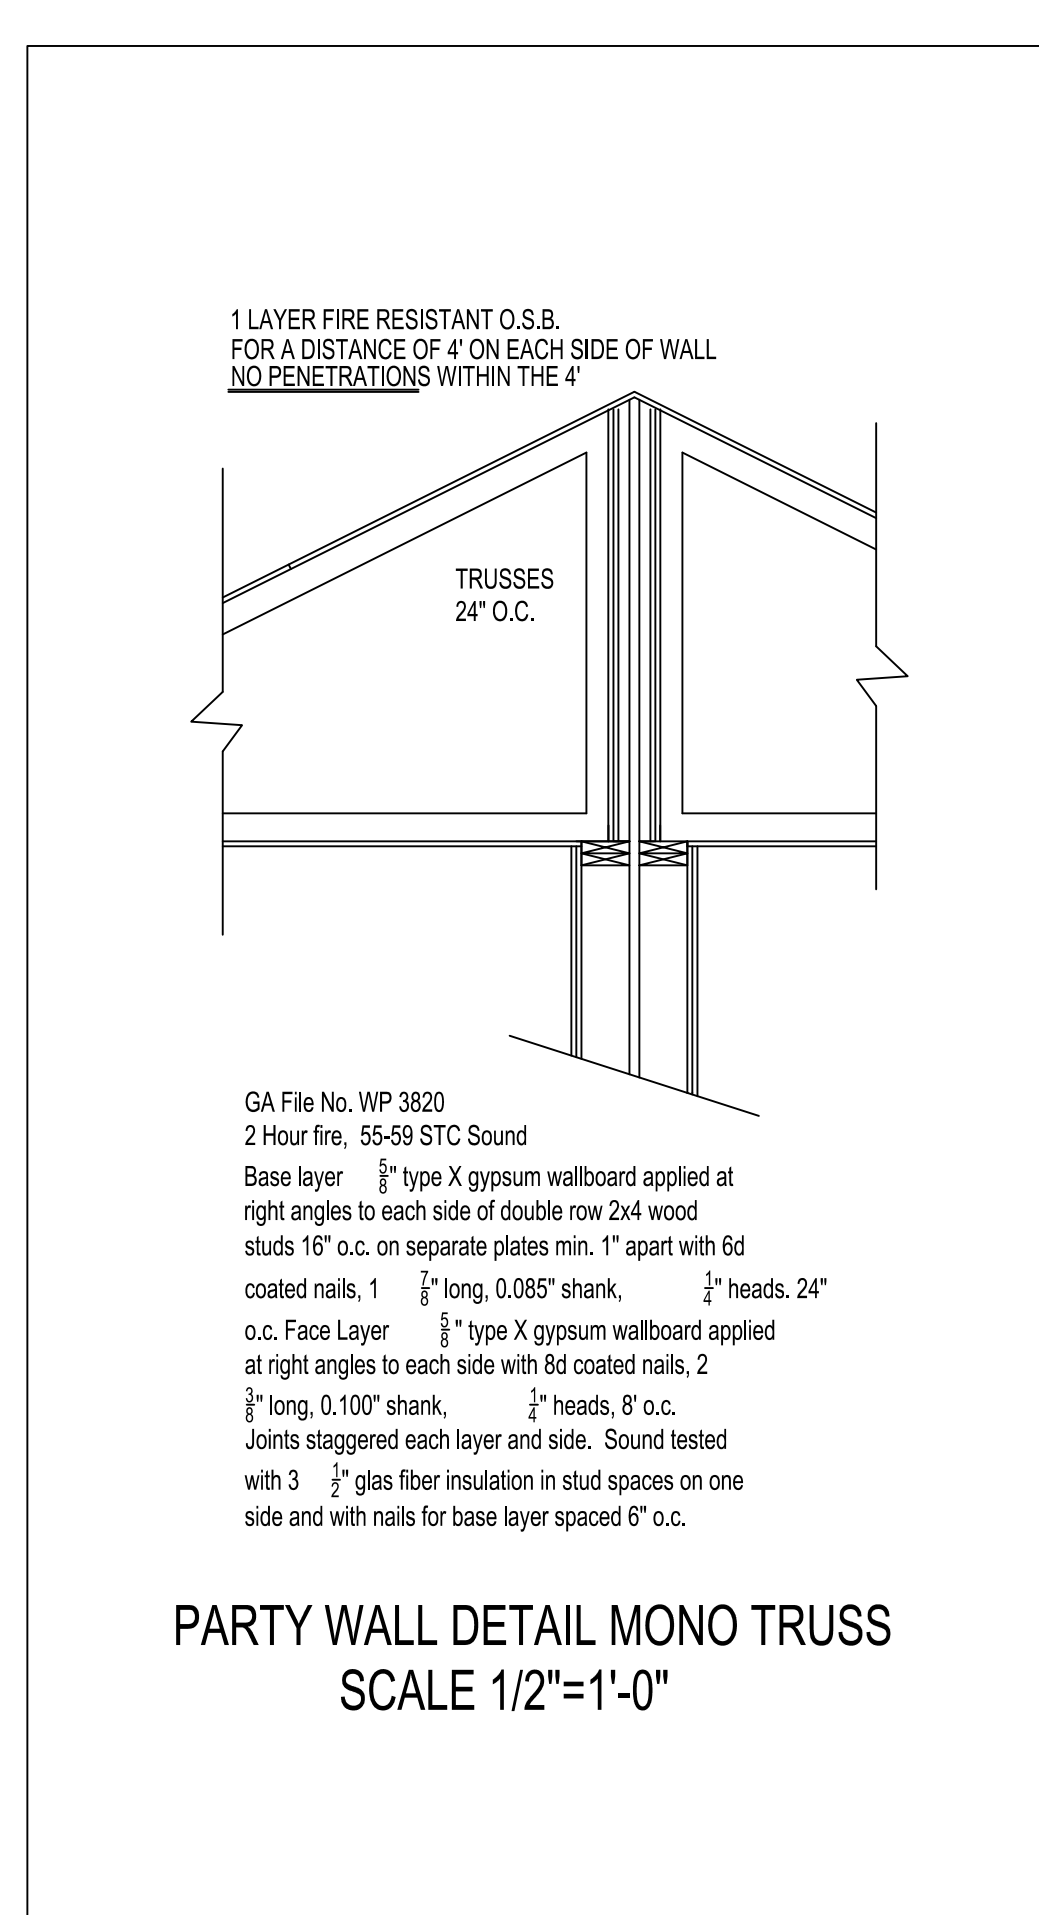 1 LAYER FIRE RESISTANT O.S.B.
FOR A DISTANCE OF 4' ON EACH SIDE OF WALL
NO PENETRATIONS WITHIN THE 4'
TRUSSES
24" O.C.
GA File No. WP 3820
2 Hour fire, 55-59 STC Sound
Base layer 5/8" type X gypsum wallboard applied at
right angles to each side of double row 2x4 wood
studs 16" o.c. on separate plates min. 1" apart with 6d
coated nails, 1 7/8" long, 0.085" shank, 1/4" heads. 24"
o.c. Face Layer 5/8 " type X gypsum wallboard applied
at right angles to each side with 8d coated nails, 2
3/8" long, 0.100" shank, 1/4" heads, 8' o.c.
Joints staggered each layer and side. Sound tested
with 3 1/2" glas fiber insulation in stud spaces on one
side and with nails for base layer spaced 6" o.c.
PARTY WALL DETAIL MONO TRUSS
SCALE 1/2"=1'-0"